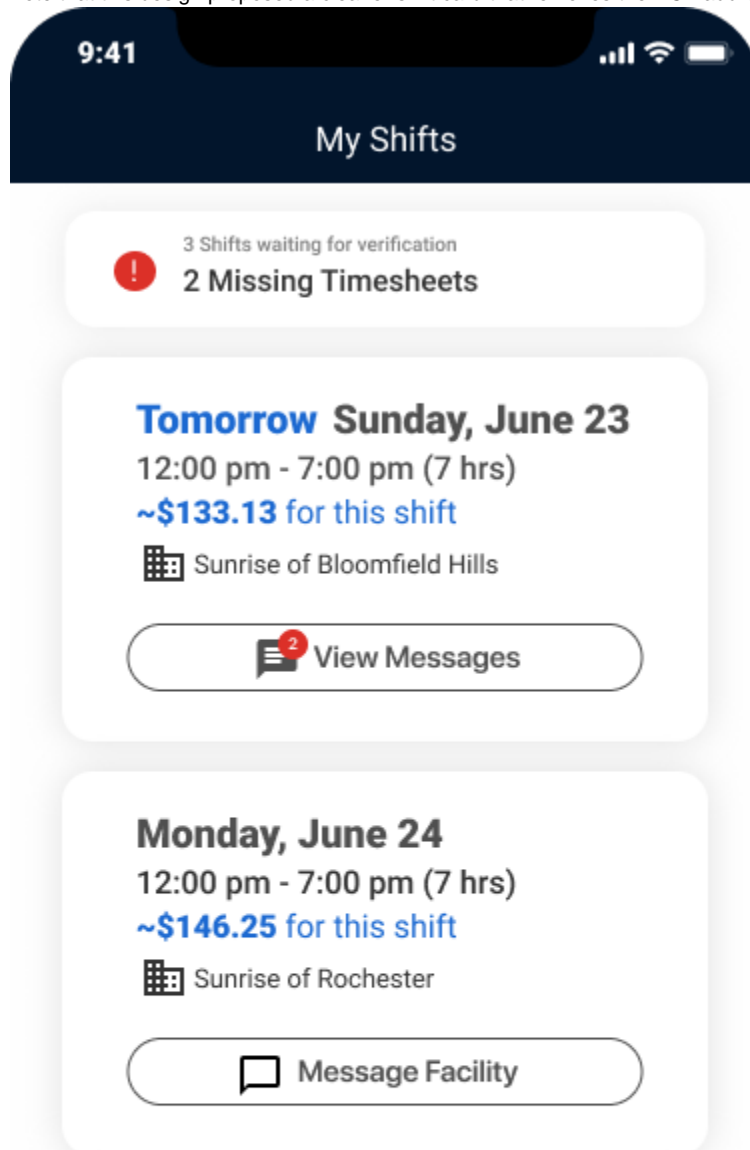 9:41
My Shifts
3 Shifts waiting for verification
2 Missing Timesheets
Tomorrow Sunday, June 23
12:00 pm - 7:00 pm (7 hrs)
~$133.13 for this shift
Sunrise of Bloomfield Hills
2 View Messages
Monday, June 24
12:00 pm - 7:00 pm (7 hrs)
~$146.25 for this shift
Sunrise of Rochester
Message Facility